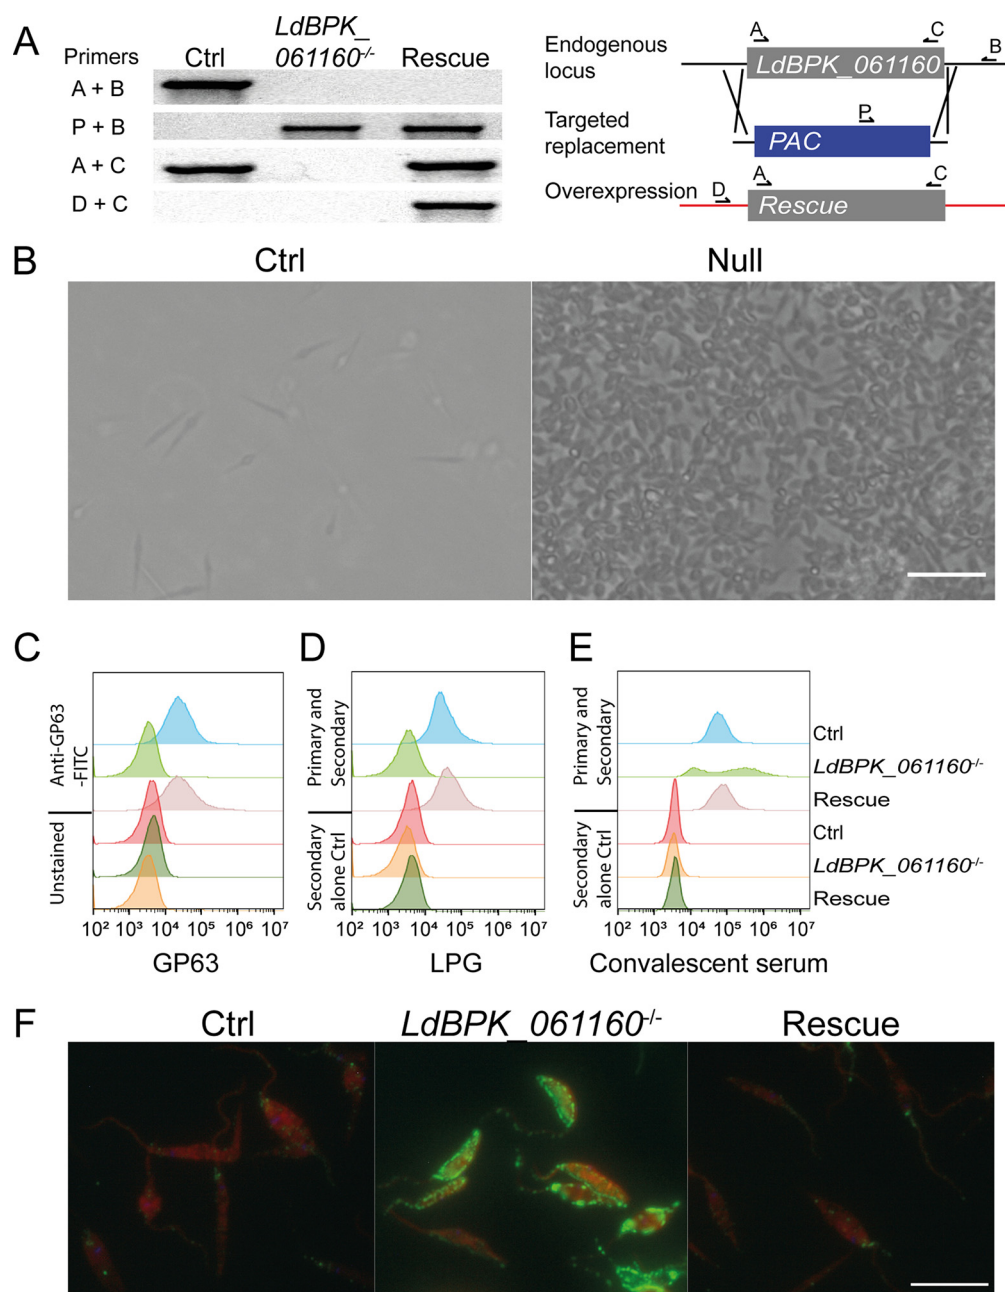 A
Primers
Ctrl
LdBPK_
061160-/-
Rescue
A + B
P + B
A + C
D + C
Endogenous
locus
A
C
B
LdBPK_061160
Targeted
replacement
P
PAC
Overexpression
D
A
C
Rescue
B
Ctrl
Null
C
Anti-GP63
-FITC
Unstained
10² 10³ 10⁴ 10⁵ 10⁶ 10⁷
GP63
D
Primary and
Secondary
Secondary
alone Ctrl
10² 10³ 10⁴ 10⁵ 10⁶ 10⁷
LPG
E
Primary and
Secondary
Secondary
alone Ctrl
10² 10³ 10⁴ 10⁵ 10⁶ 10⁷
Convalescent serum
Ctrl
LdBPK_061160-/-
Rescue
Ctrl
LdBPK_061160-/-
Rescue
F
Ctrl
LdBPK_061160-/-
Rescue